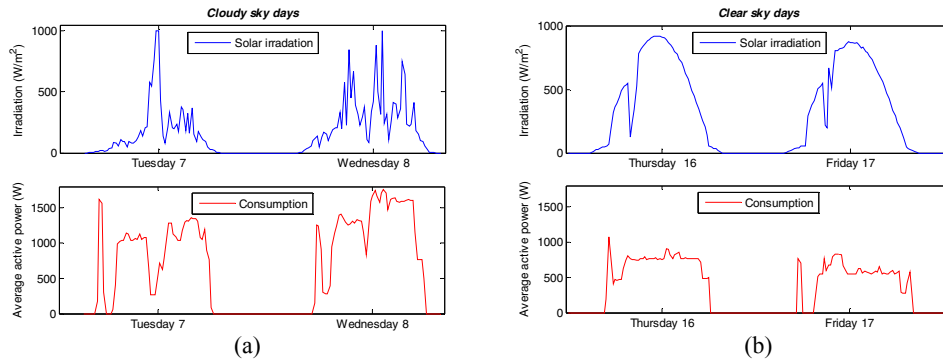 Cloudy sky days
1000
500
0
Irradiation (W/m²)
Solar irradation
Tuesday 7
Wednesday 8
1500
1000
500
0
Average active power (W)
Consumption
Tuesday 7
Wednesday 8
(a)
Clear sky days
1000
500
0
Irradiation (W/m²)
Solar irradiation
Thursday 16
Friday 17
1500
1000
500
0
Average active power (W)
Consumption
Thursday 16
Friday 17
(b)